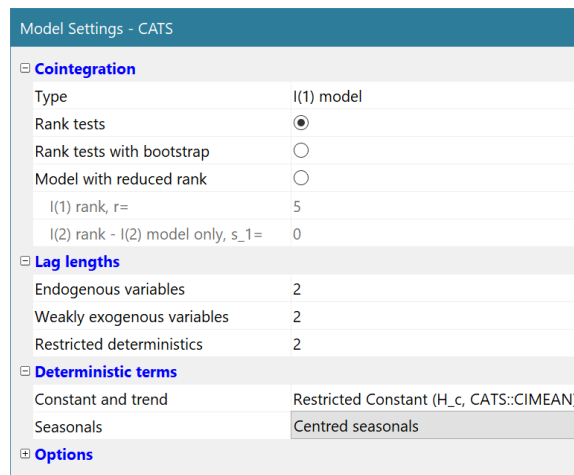 Model Settings - CATS
Cointegration
Type I(1) model
Rank tests
Rank tests with bootstrap
Model with reduced rank
I(1) rank, r= 5
I(2) rank - I(2) model only, s_1= 0
Lag lengths
Endogenous variables 2
Weakly exogenous variables 2
Restricted deterministics 2
Deterministic terms
Constant and trend Restricted Constant (H_c, CATS::CIMEAN)
Seasonals Centred seasonals
Options